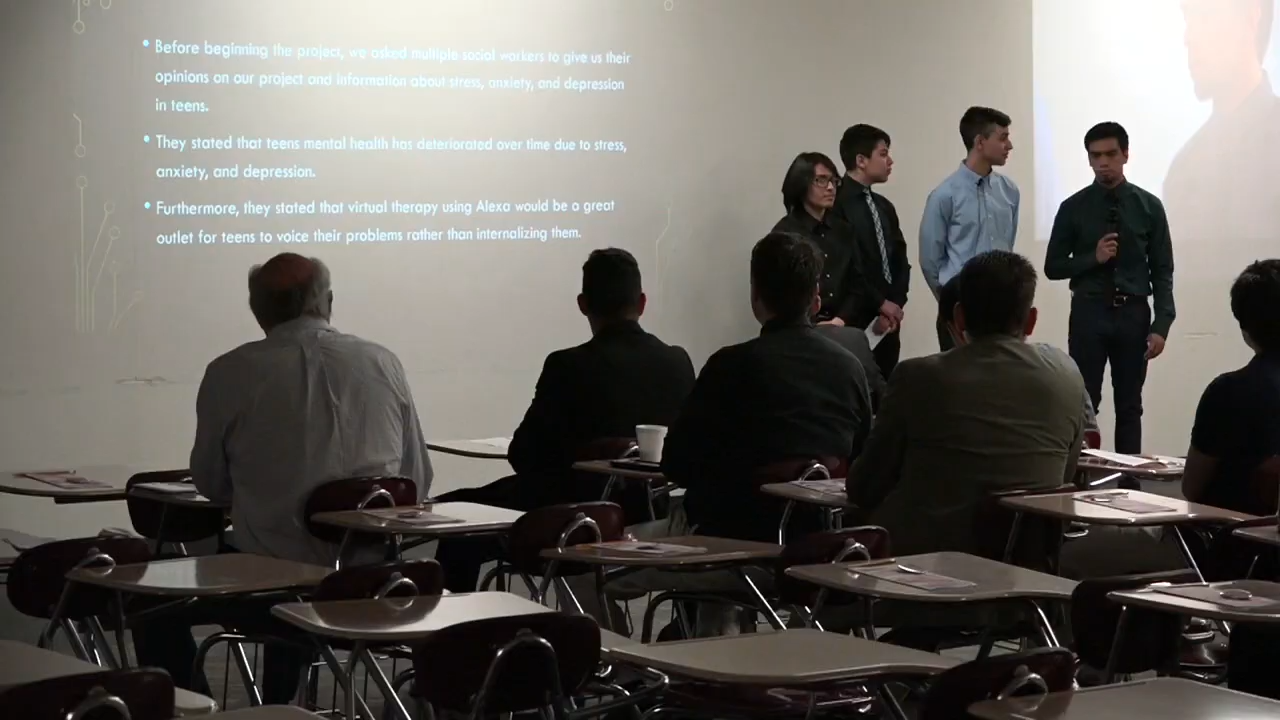 • Before beginning the project, we asked multiple social workers to give us their
opinions on our project and information about stress, anxiety, and depression
in teens.
• They stated that teens mental health has deteriorated over time due to stress,
anxiety, and depression.
• Furthermore, they stated that virtual therapy using Alexa would be a great
outlet for teens to voice their problems rather than internalizing them.